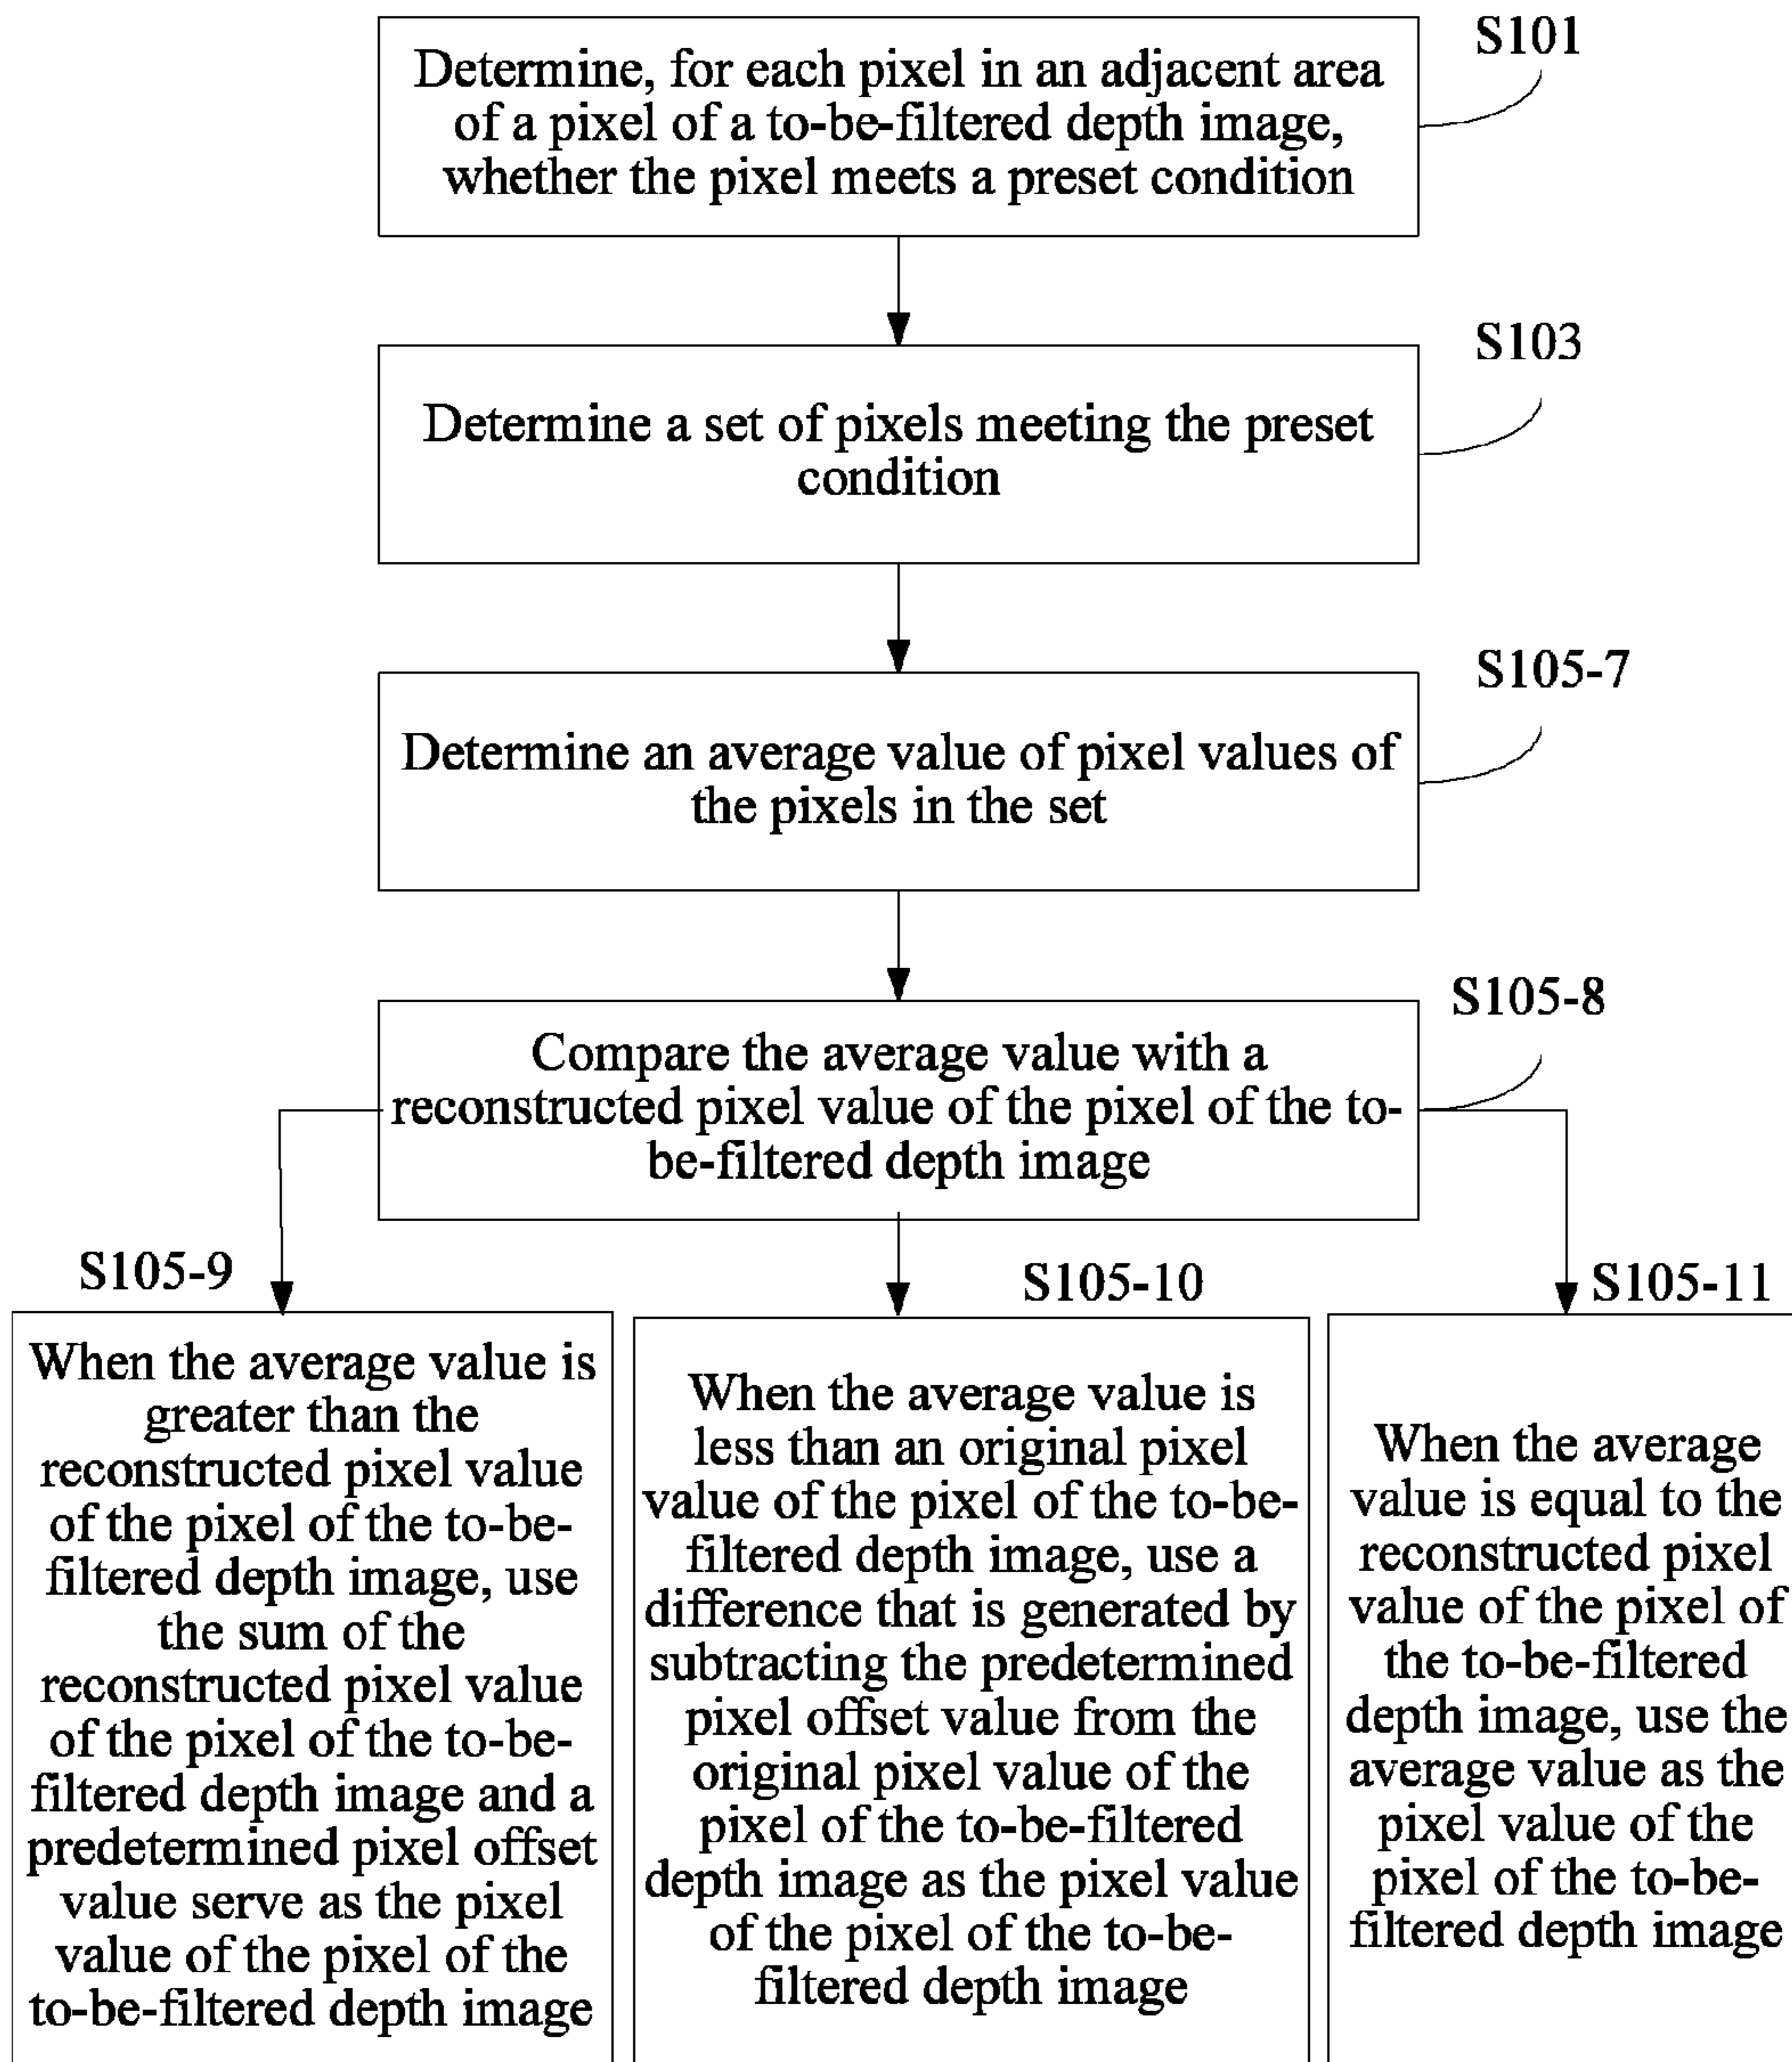 S101
Determine, for each pixel in an adjacent area
of a pixel of a to-be-filtered depth image,
whether the pixel meets a preset condition
S103
Determine a set of pixels meeting the preset
condition
S105-7
Determine an average value of pixel values of
the pixels in the set
S105-8
Compare the average value with a
reconstructed pixel value of the pixel of the to-
be-filtered depth image
S105-9
When the average value is
greater than the
reconstructed pixel value
of the pixel of the to-be-
filtered depth image, use
the sum of the
reconstructed pixel value
of the pixel of the to-be-
filtered depth image and a
predetermined pixel offset
value serve as the pixel
value of the pixel of the
to-be-filtered depth image
S105-10
When the average value is
less than an original pixel
value of the pixel of the to-be-
filtered depth image, use a
difference that is generated by
subtracting the predetermined
pixel offset value from the
original pixel value of the
pixel of the to-be-filtered
depth image as the pixel value
of the pixel of the to-be-
filtered depth image
S105-11
When the average
value is equal to the
reconstructed pixel
value of the pixel of
the to-be-filtered
depth image, use the
average value as the
pixel value of the
pixel of the to-be-
filtered depth image